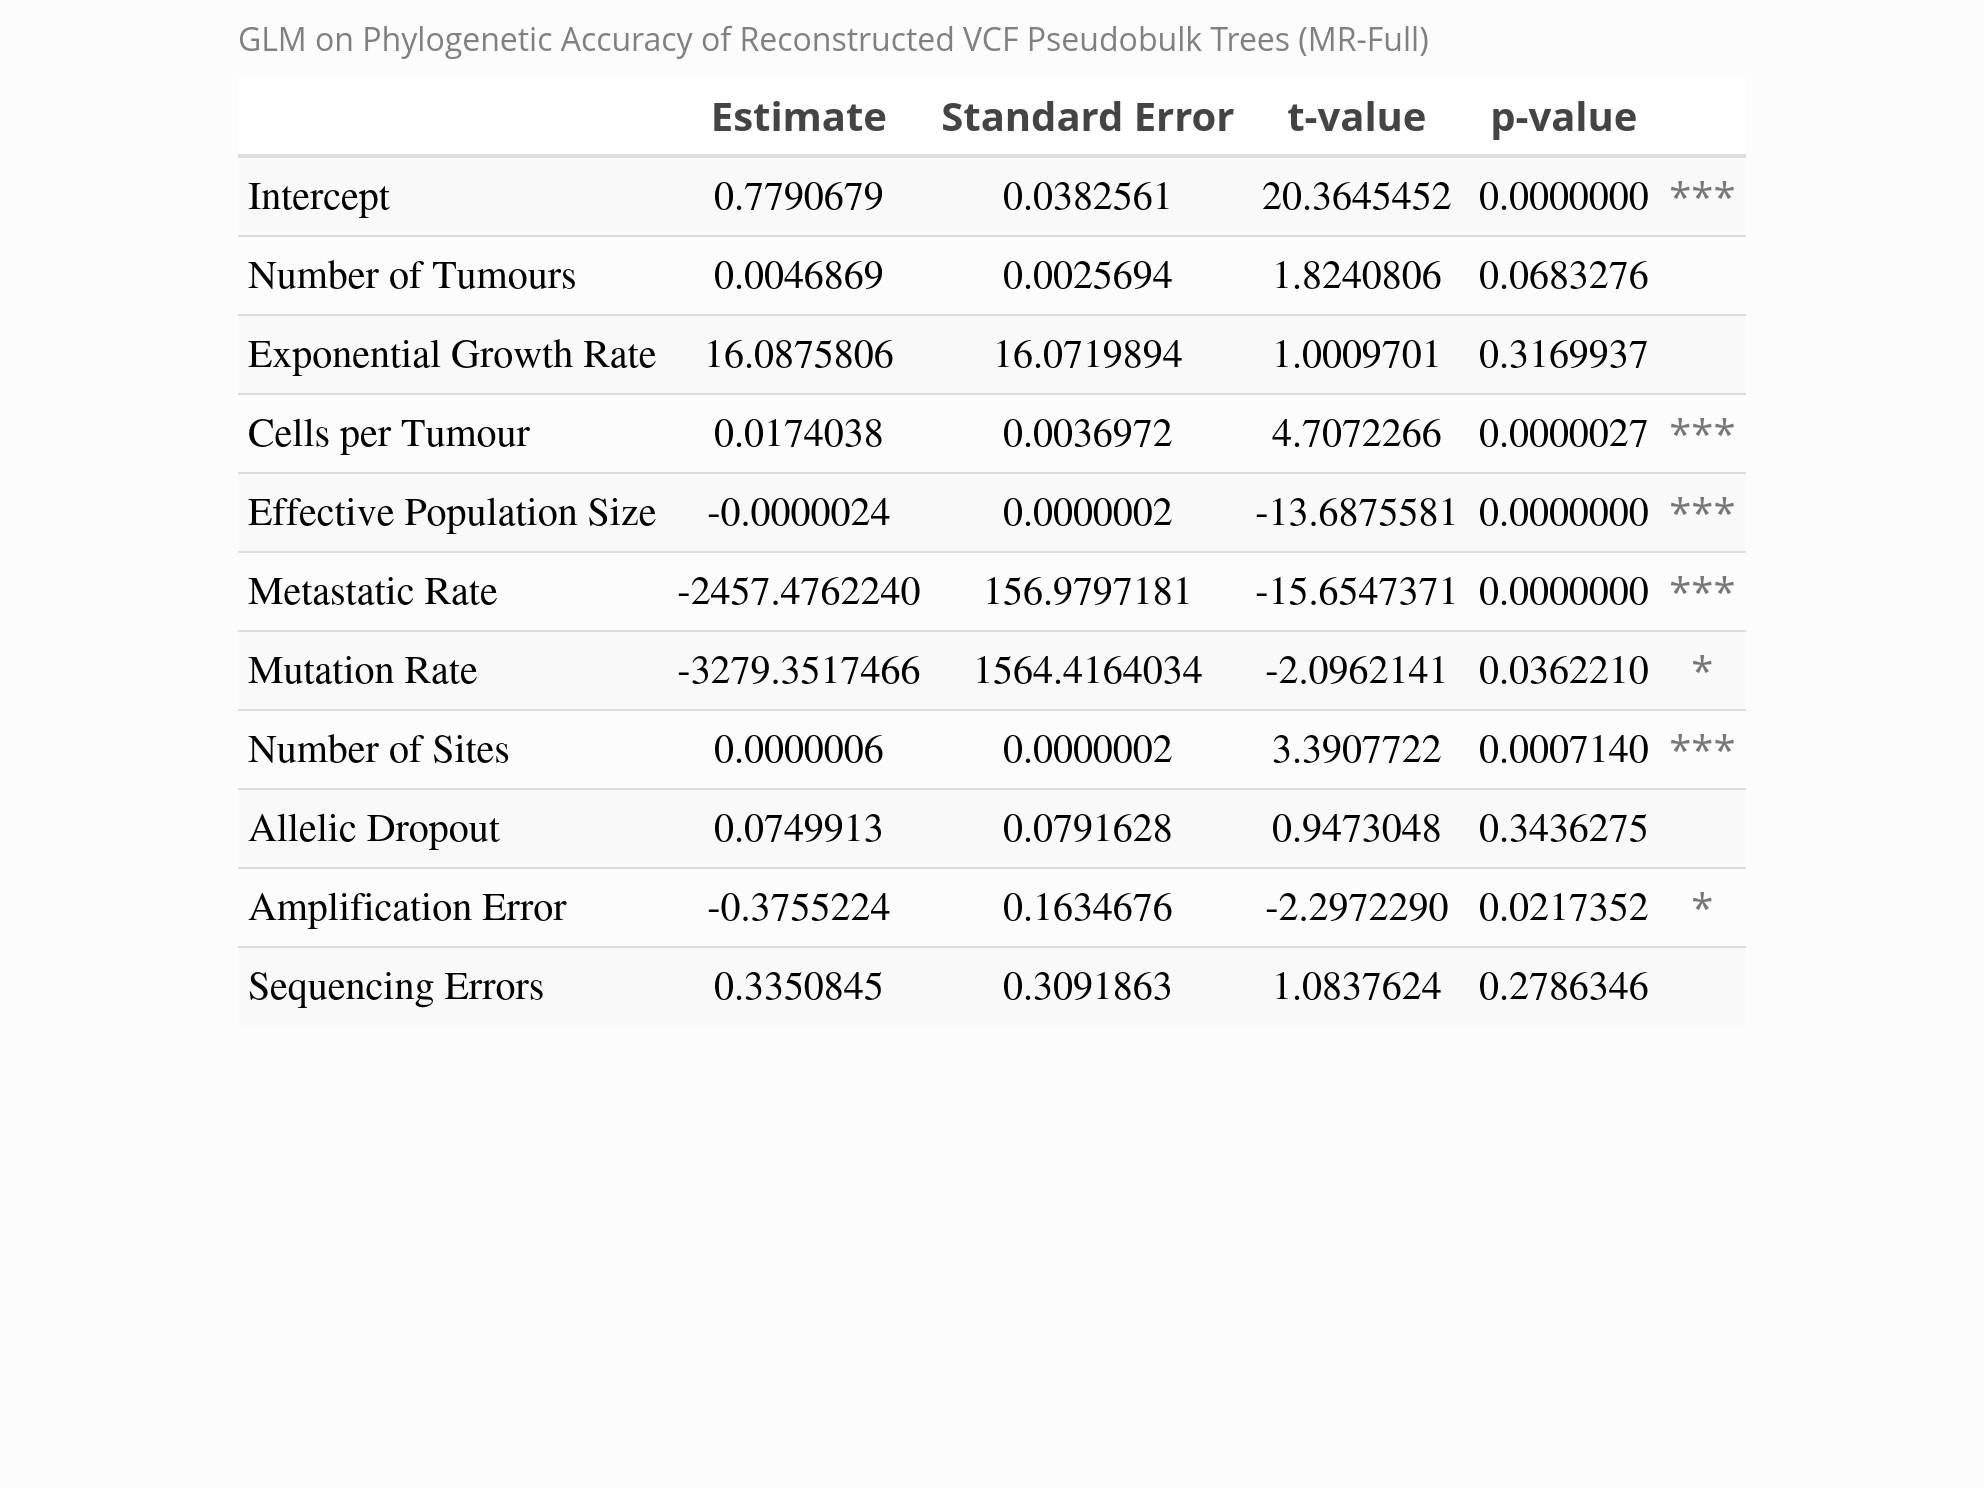 GLM on Phylogenetic Accuracy of Reconstructed VCF Pseudobulk Trees (MR-Full)
Estimate Standard Error t-value p-value
Intercept 0.7790679 0.0382561 20.3645452 0.0000000 ***
Number of Tumours 0.0046869 0.0025694 1.8240806 0.0683276
Exponential Growth Rate 16.0875806 16.0719894 1.0009701 0.3169937
Cells per Tumour 0.0174038 0.0036972 4.7072266 0.0000027 ***
Effective Population Size -0.0000024 0.0000002 -13.6875581 0.0000000 ***
Metastatic Rate -2457.4762240 156.9797181 -15.6547371 0.0000000 ***
Mutation Rate -3279.3517466 1564.4164034 -2.0962141 0.0362210 *
Number of Sites 0.0000006 0.0000002 3.3907722 0.0007140 ***
Allelic Dropout 0.0749913 0.0791628 0.9473048 0.3436275
Amplification Error -0.3755224 0.1634676 -2.2972290 0.0217352 *
Sequencing Errors 0.3350845 0.3091863 1.0837624 0.2786346